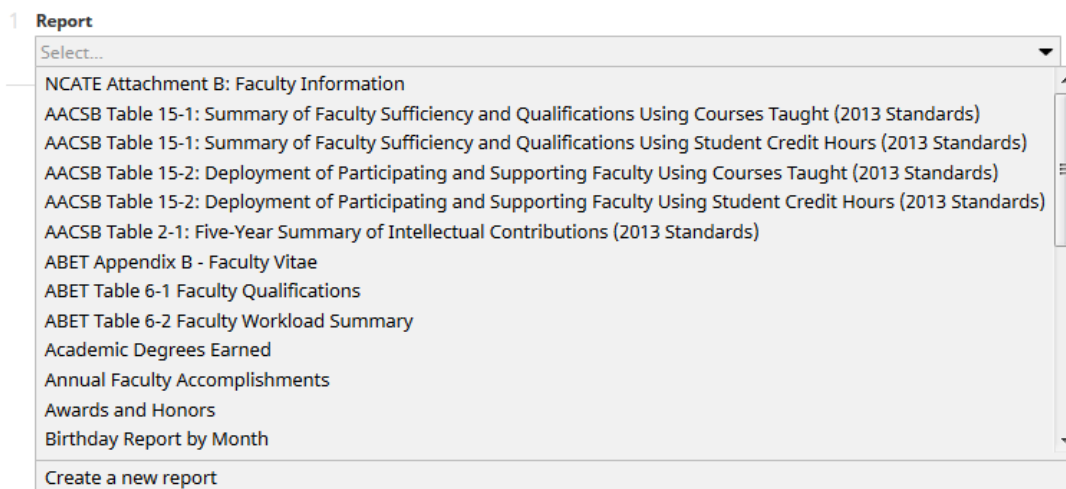 1 Report
Select...
NCATE Attachment B: Faculty Information
AACSB Table 15-1: Summary of Faculty Sufficiency and Qualifications Using Courses Taught (2013 Standards)
AACSB Table 15-1: Summary of Faculty Sufficiency and Qualifications Using Student Credit Hours (2013 Standards)
AACSB Table 15-2: Deployment of Participating and Supporting Faculty Using Courses Taught (2013 Standards)
AACSB Table 15-2: Deployment of Participating and Supporting Faculty Using Student Credit Hours (2013 Standards)
AACSB Table 2-1: Five-Year Summary of Intellectual Contributions (2013 Standards)
ABET Appendix B - Faculty Vitae
ABET Table 6-1 Faculty Qualifications
ABET Table 6-2 Faculty Workload Summary
Academic Degrees Earned
Annual Faculty Accomplishments
Awards and Honors
Birthday Report by Month
Create a new report